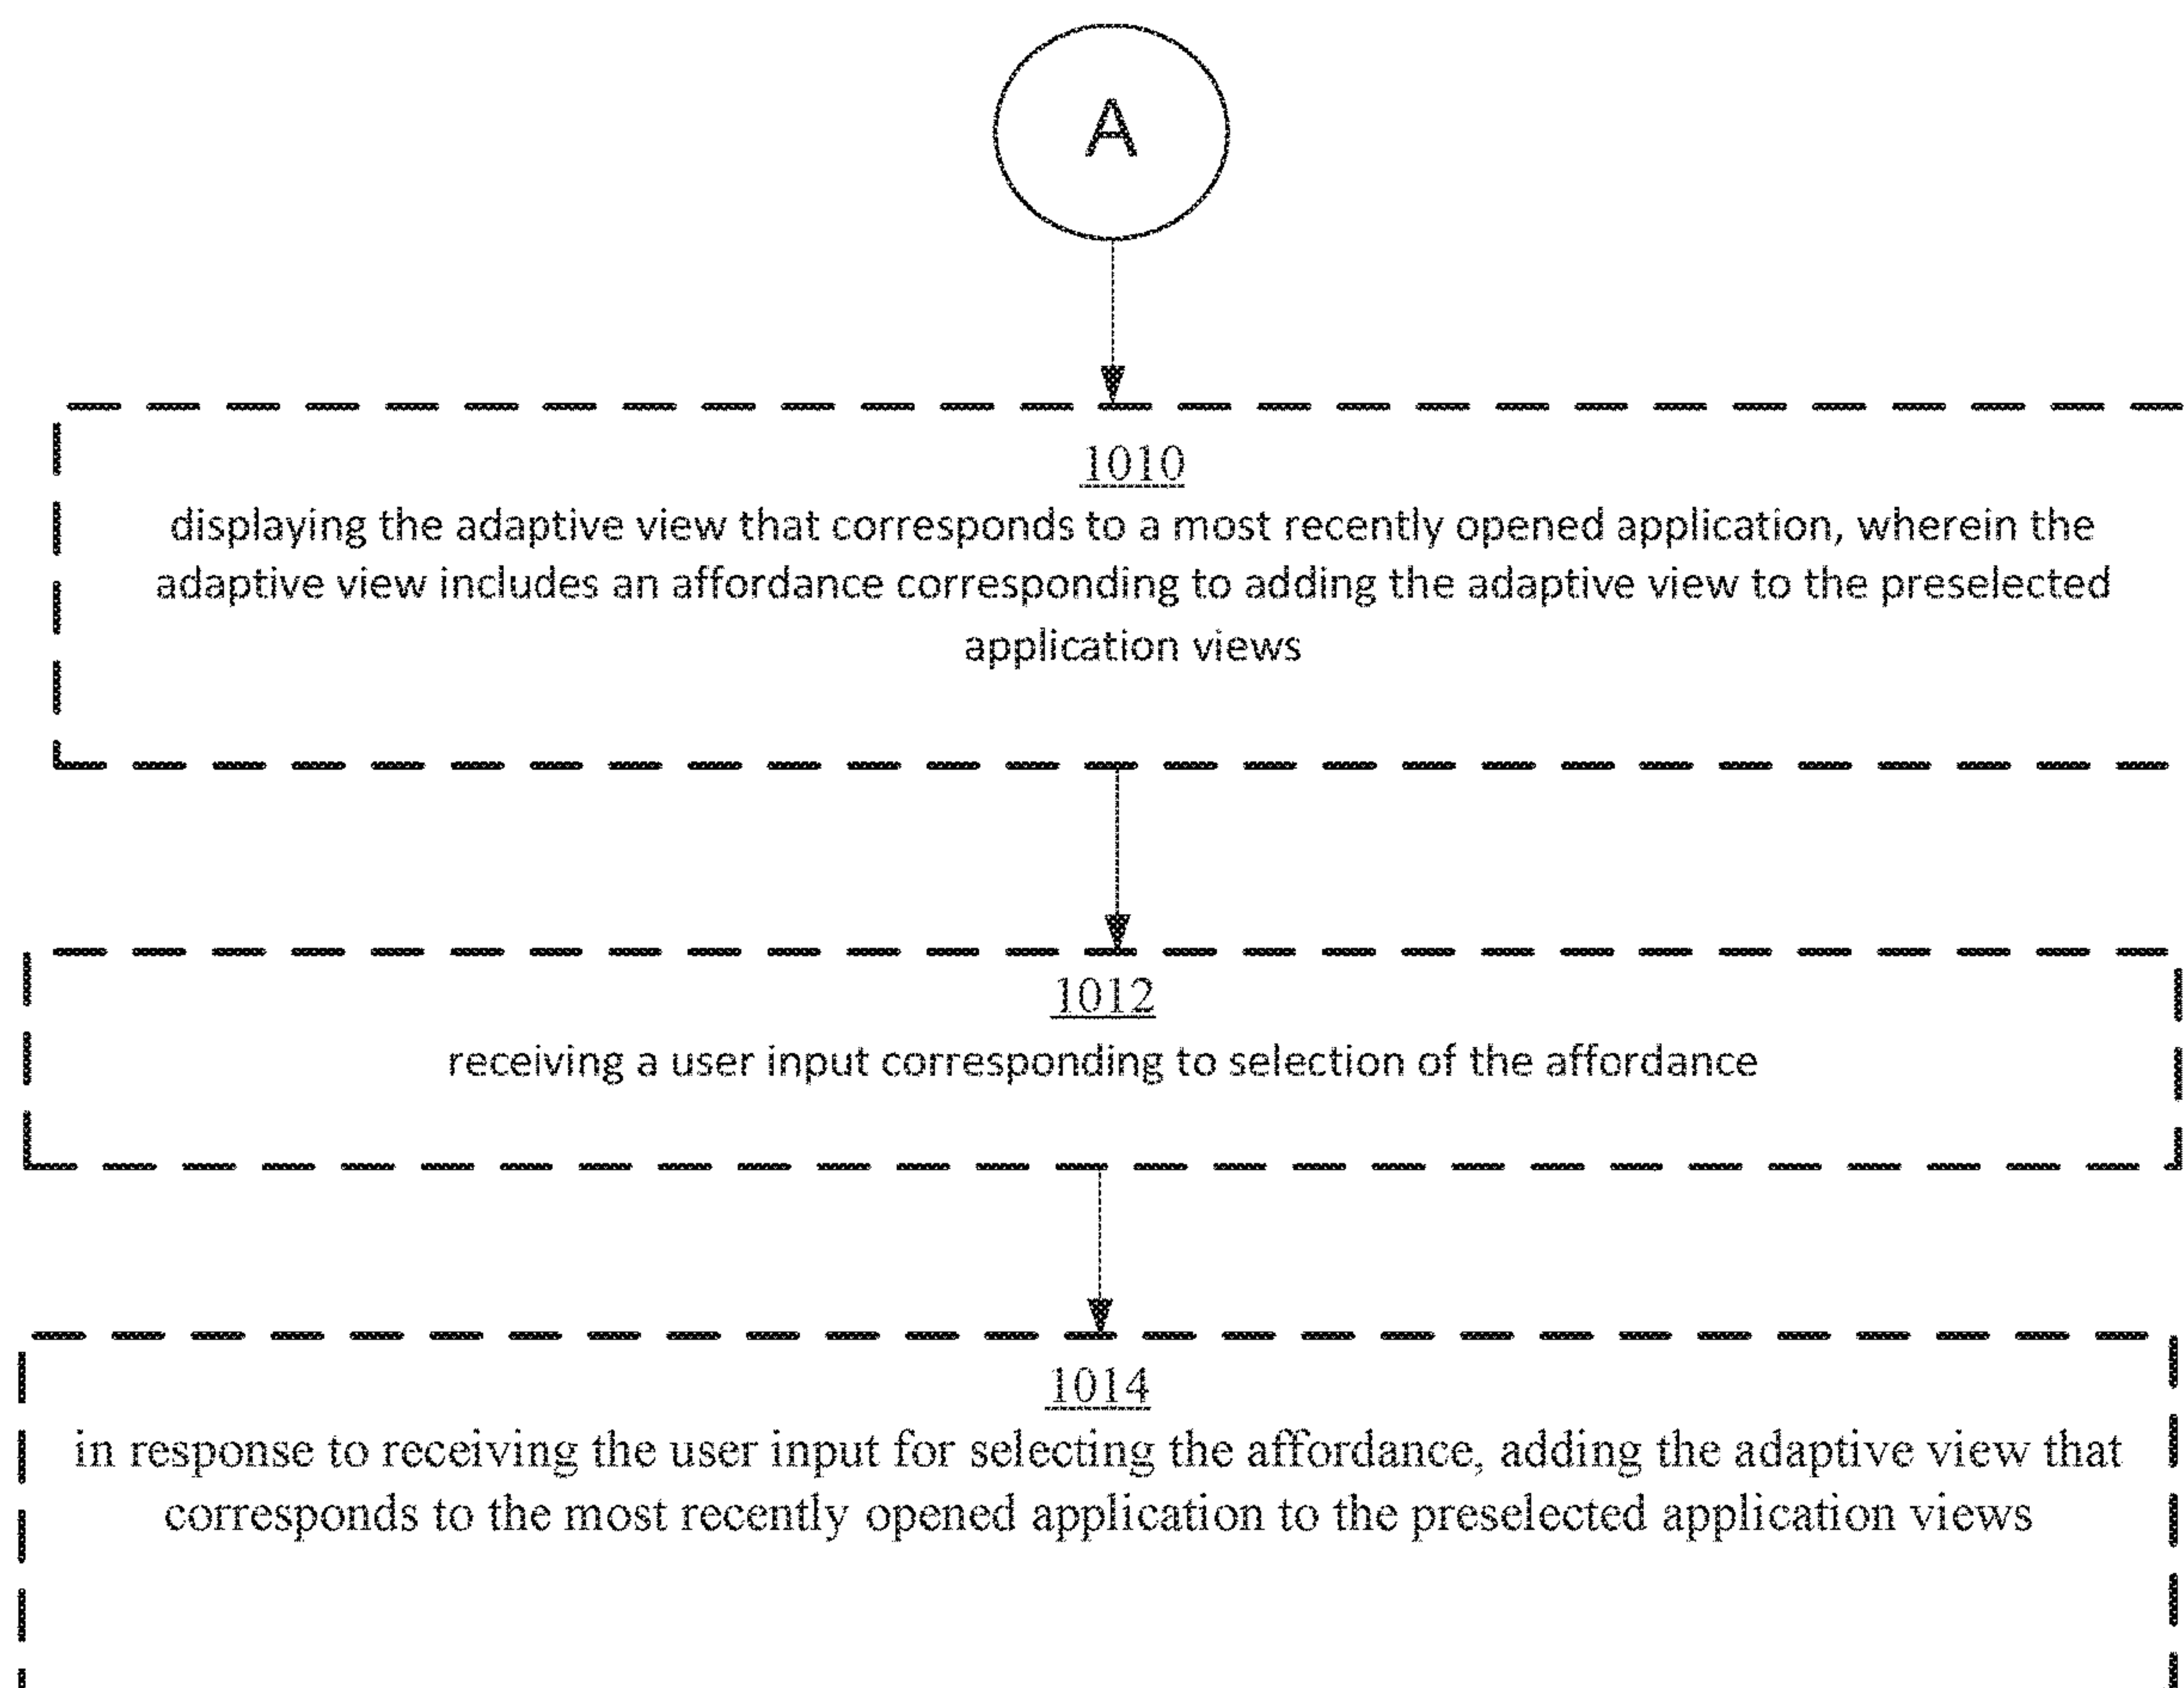 A
1010
displaying the adaptive view that corresponds to a most recently opened application, wherein the
adaptive view includes an affordance corresponding to adding the adaptive view to the preselected
application views
1012
receiving a user input corresponding to selection of the affordance
1014
in response to receiving the user input for selecting the affordance, adding the adaptive view that
corresponds to the most recently opened application to the preselected application views